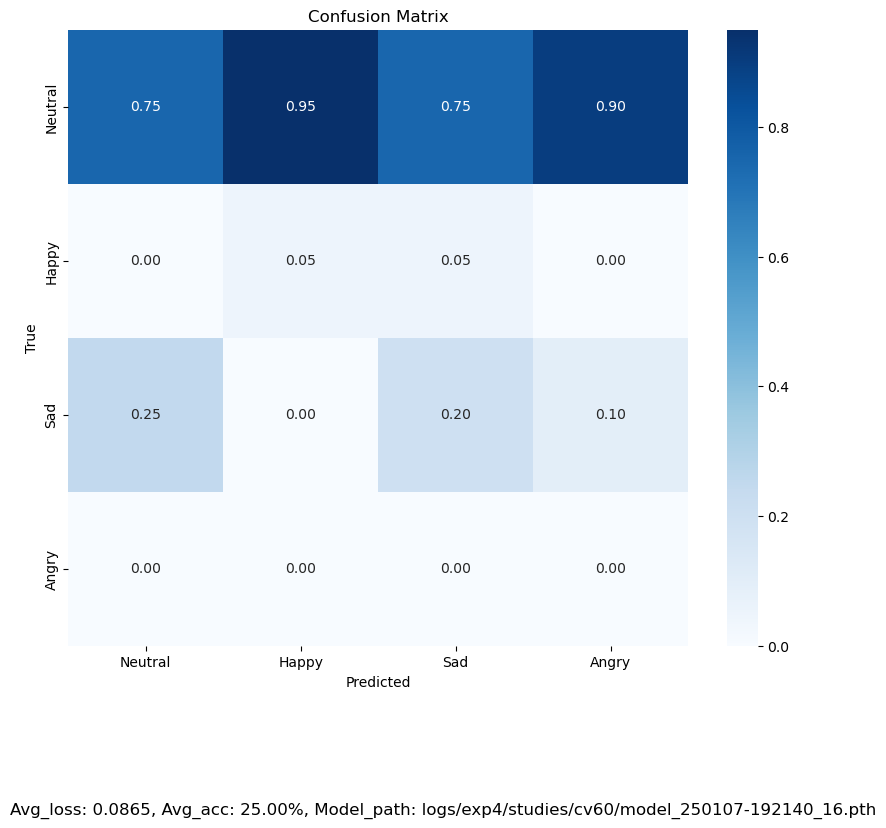 Confusion Matrix
Neutral
0.75 0.95 0.75 0.90
Happy
0.00 0.05 0.05 0.00
True
Sad
0.25 0.00 0.20 0.10
Angry
0.00 0.00 0.00 0.00
Neutral Happy Sad Angry
Predicted
0.8
0.6
0.4
0.2
0.0
Avg_loss: 0.0865, Avg_acc: 25.00%, Model_path: logs/exp4/studies/cv60/model_250107-192140_16.pth